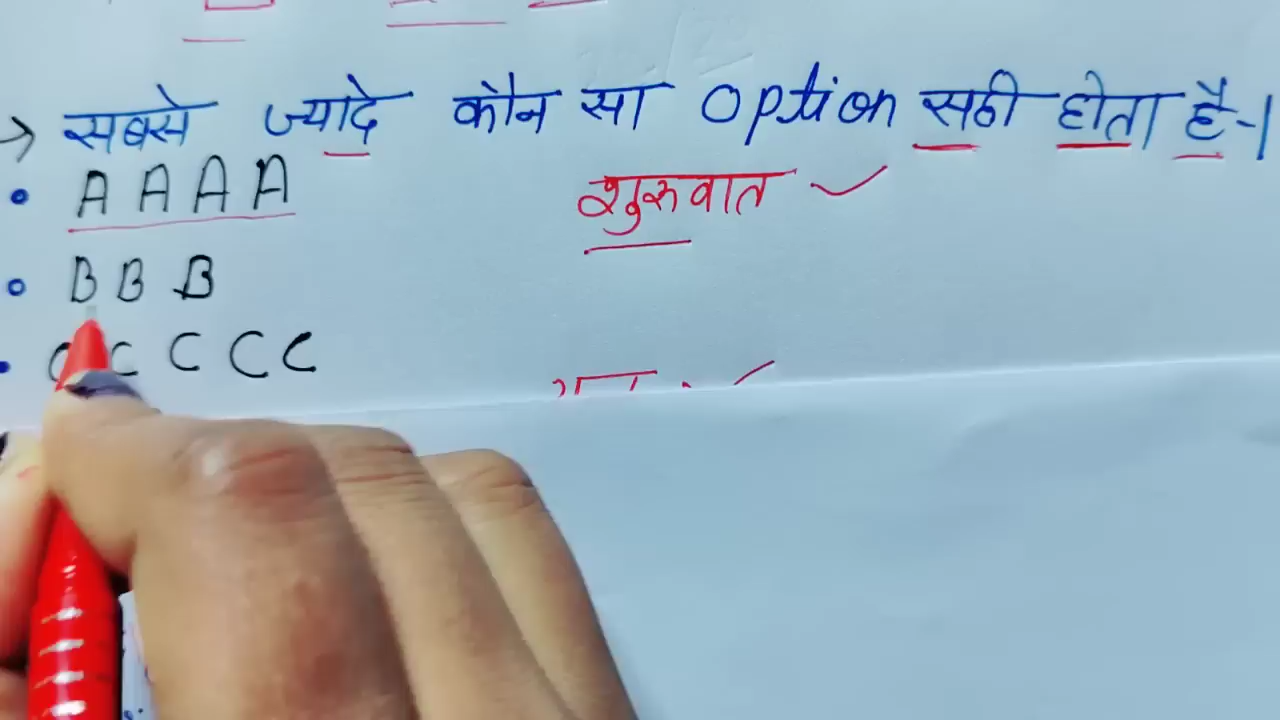 → सबसे ज्यादे कौन सा Option सही होता है-।
• A A A A शुरुवात ✓
• B B B
• C C C C C